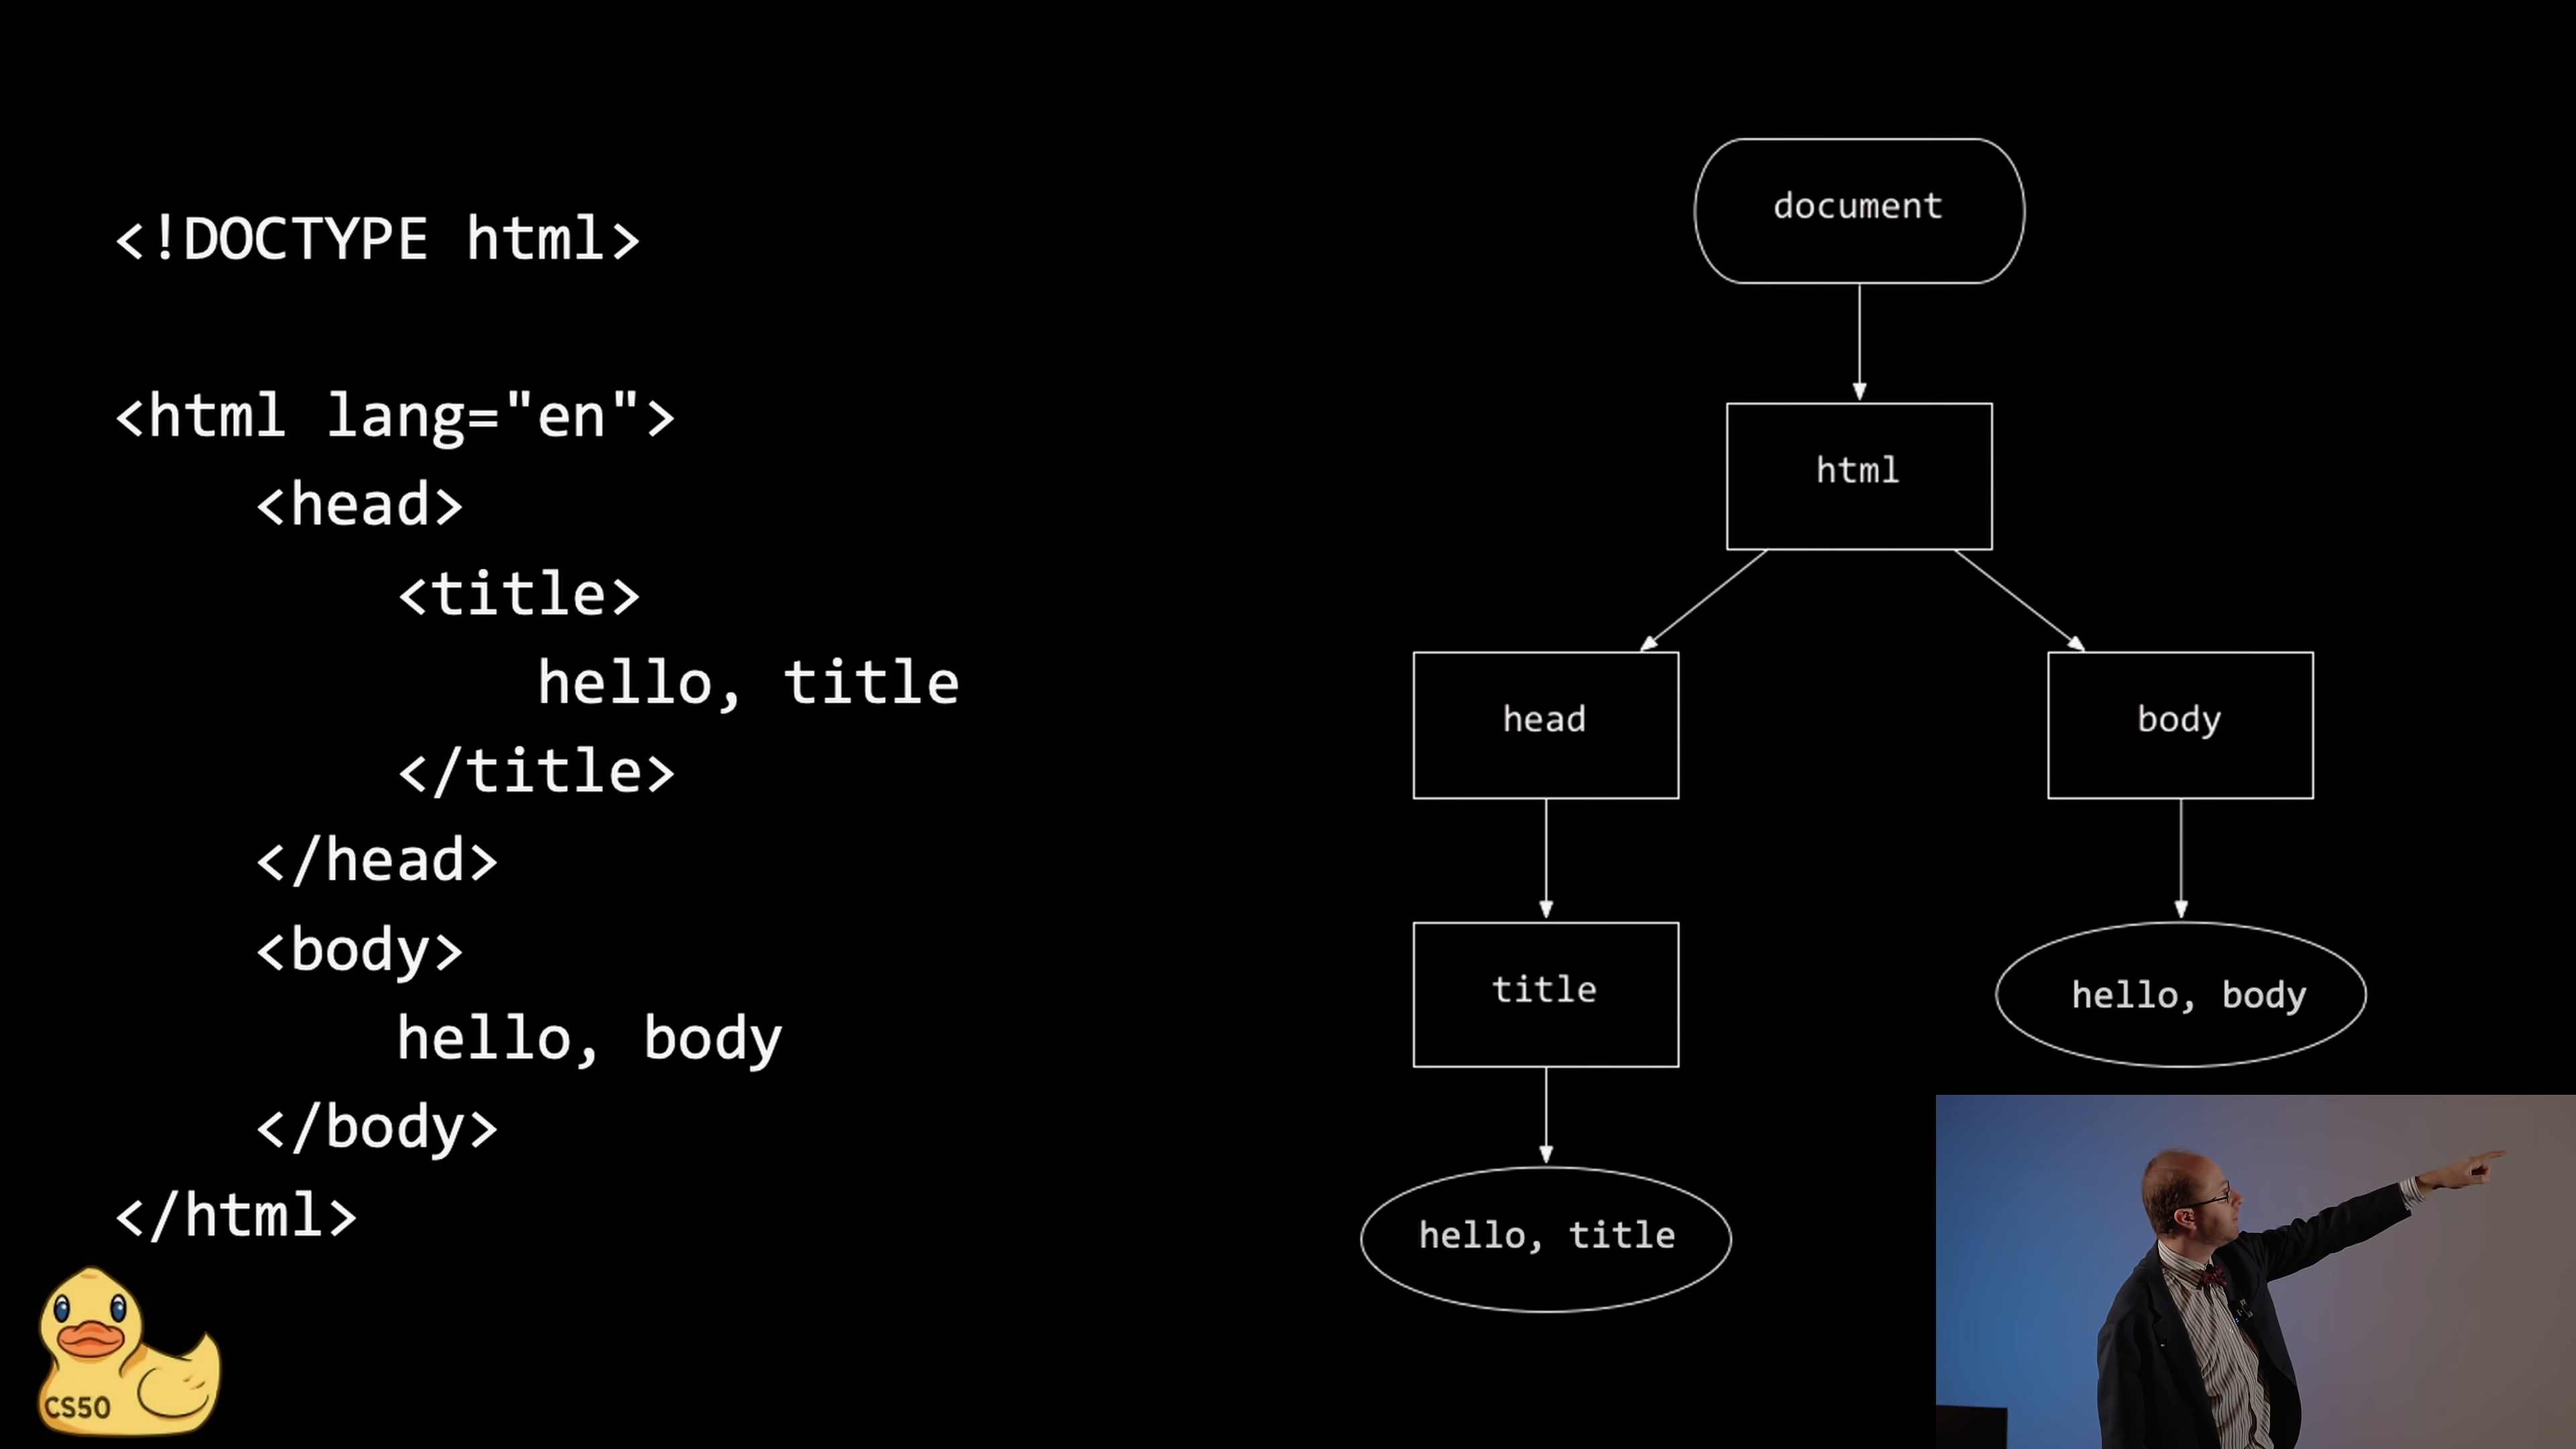 <!DOCTYPE html>
<html lang="en">
<head>
<title>
hello, title
</title>
</head>
<body>
hello, body
</body>
</html>
document
html
head
body
title
hello, body
hello, title
CS50